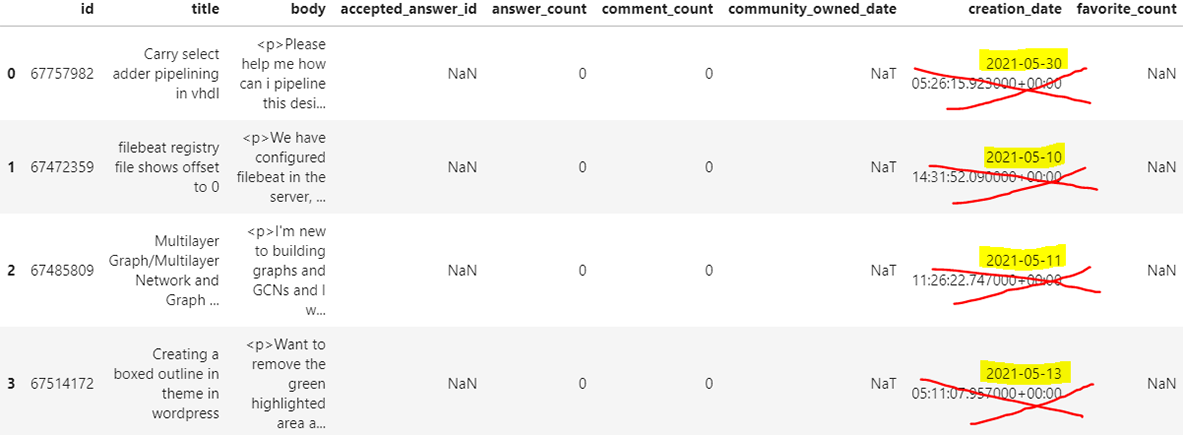 id title body accepted_answer_id answer_count comment_count community_owned_date creation_date favorite_count
0 67757982 Carry select adder pipelining in vhdl <p>Please help me how can i pipeline this desi... NaN 0 0 NaT 2021-05-30 05:26:15.923000+00:00 NaN
1 67472359 filebeat registry file shows offset to 0 <p>We have configured filebeat in the server, ... NaN 0 0 NaT 2021-05-10 14:31:52.090000+00:00 NaN
2 67485809 Multilayer Graph/Multilayer Network and Graph ... <p>I'm new to building graphs and GCNs and I w... NaN 0 0 NaT 2021-05-11 11:26:22.747000+00:00 NaN
3 67514172 Creating a boxed outline in theme in wordpress <p>Want to remove the green highlighted area a... NaN 0 0 NaT 2021-05-13 05:11:07.957000+00:00 NaN